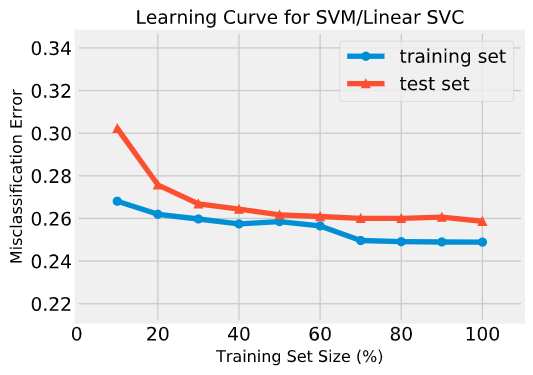 Learning Curve for SVM/Linear SVC
training set
test set
Misclassification Error
0.34
0.32
0.30
0.28
0.26
0.24
0.22
0 20 40 60 80 100
Training Set Size (%)